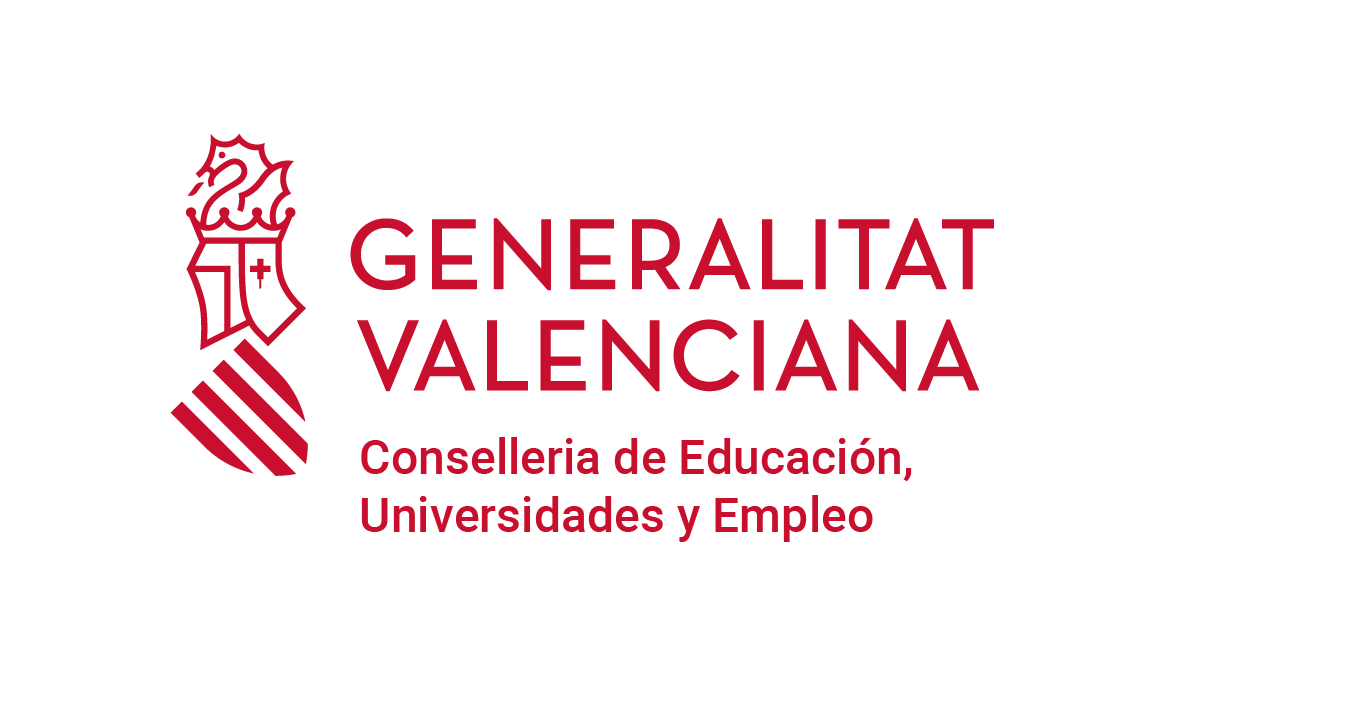 GENERALITAT
VALENCIANA
Conselleria de Educación,
Universidades y Empleo